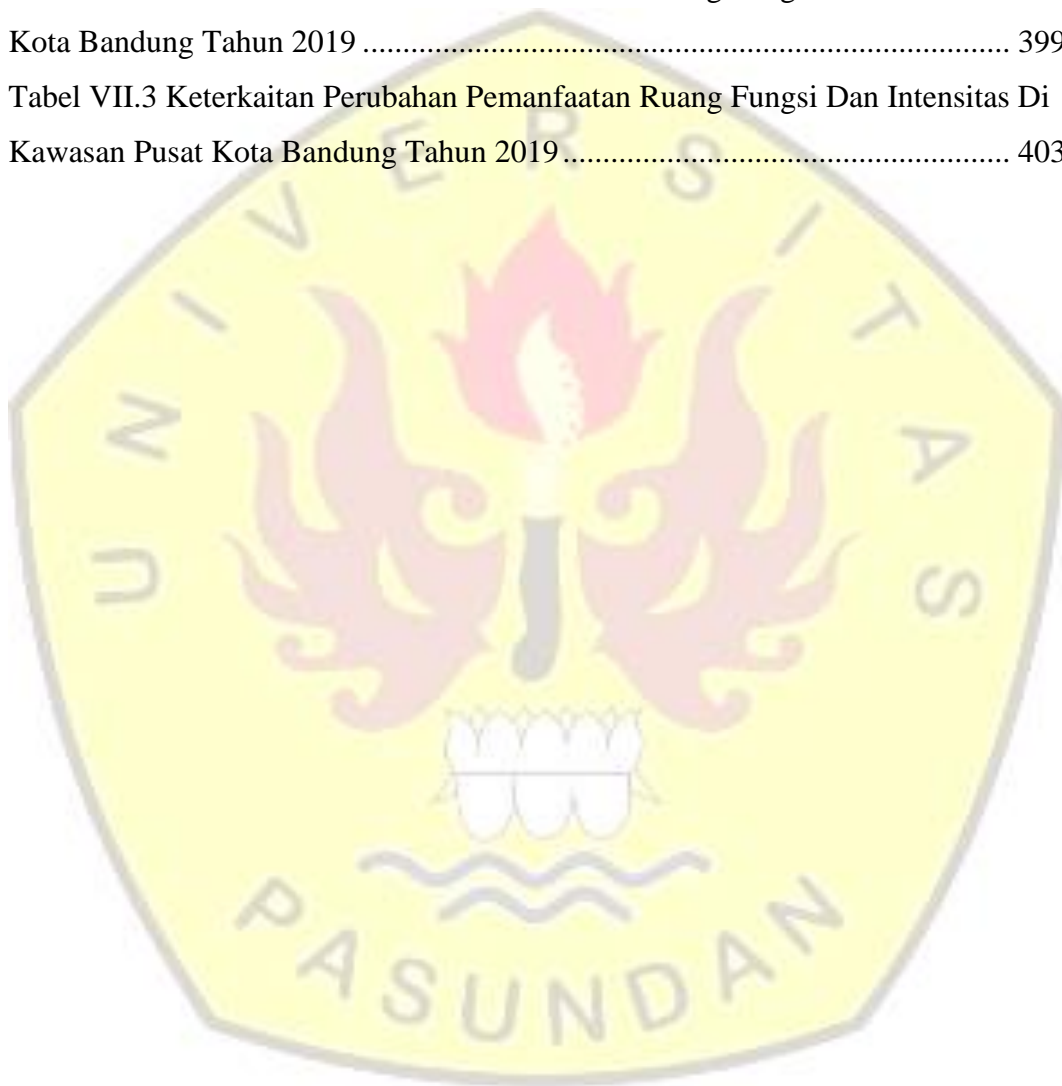 Kota Bandung Tahun 2019 .................................................................................................... 399
Tabel VII.3 Keterkaitan Perubahan Pemanfaatan Ruang Fungsi Dan Intensitas Di
Kawasan Pusat Kota Bandung Tahun 2019 ..................................................................... 403
UNIVERSITAS
PASUNDAN